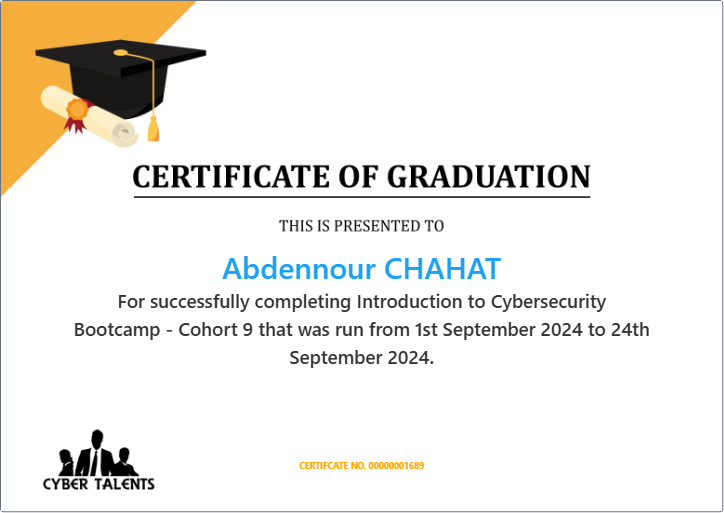 CERTIFICATE OF GRADUATION
THIS IS PRESENTED TO
Abdennour CHAHAT
For successfully completing Introduction to Cybersecurity
Bootcamp - Cohort 9 that was run from 1st September 2024 to 24th
September 2024.
CERTIFCATE NO. 00000001689
CYBER TALENTS